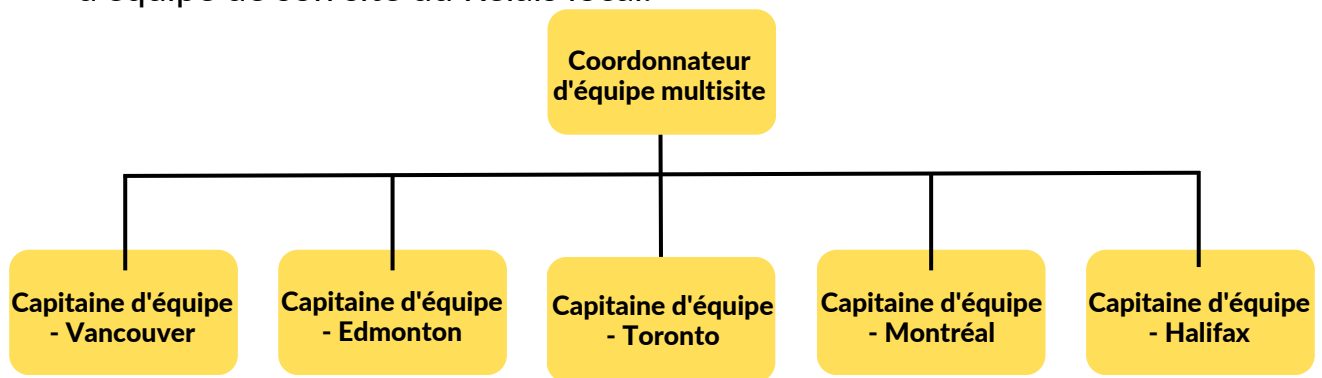 Coordonnateur
d'équipe multisite
Capitaine d'équipe
- Vancouver
Capitaine d'équipe
- Edmonton
Capitaine d'équipe
- Toronto
Capitaine d'équipe
- Montréal
Capitaine d'équipe
- Halifax